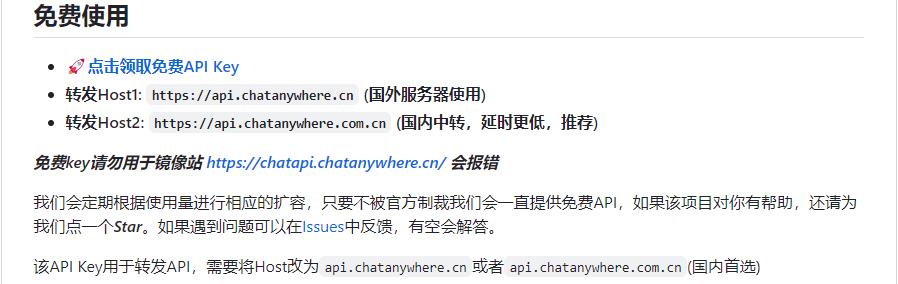 免费使用
🚀点击领取免费API Key
转发Host1: https://api.chatanywhere.cn (国外服务器使用)
转发Host2: https://api.chatanywhere.com.cn (国内中转，延时更低，推荐)
免费key请勿用于镜像站 https://chatapi.chatanywhere.cn/ 会报错
我们会定期根据使用量进行相应的扩容，只要不被官方制裁我们会一直提供免费API，如果该项目对你有帮助，还请为
我们点一个Star。如果遇到问题可以在Issues中反馈，有空会解答。
该API Key用于转发API，需要将Host改为api.chatanywhere.cn或者api.chatanywhere.com.cn(国内首选)